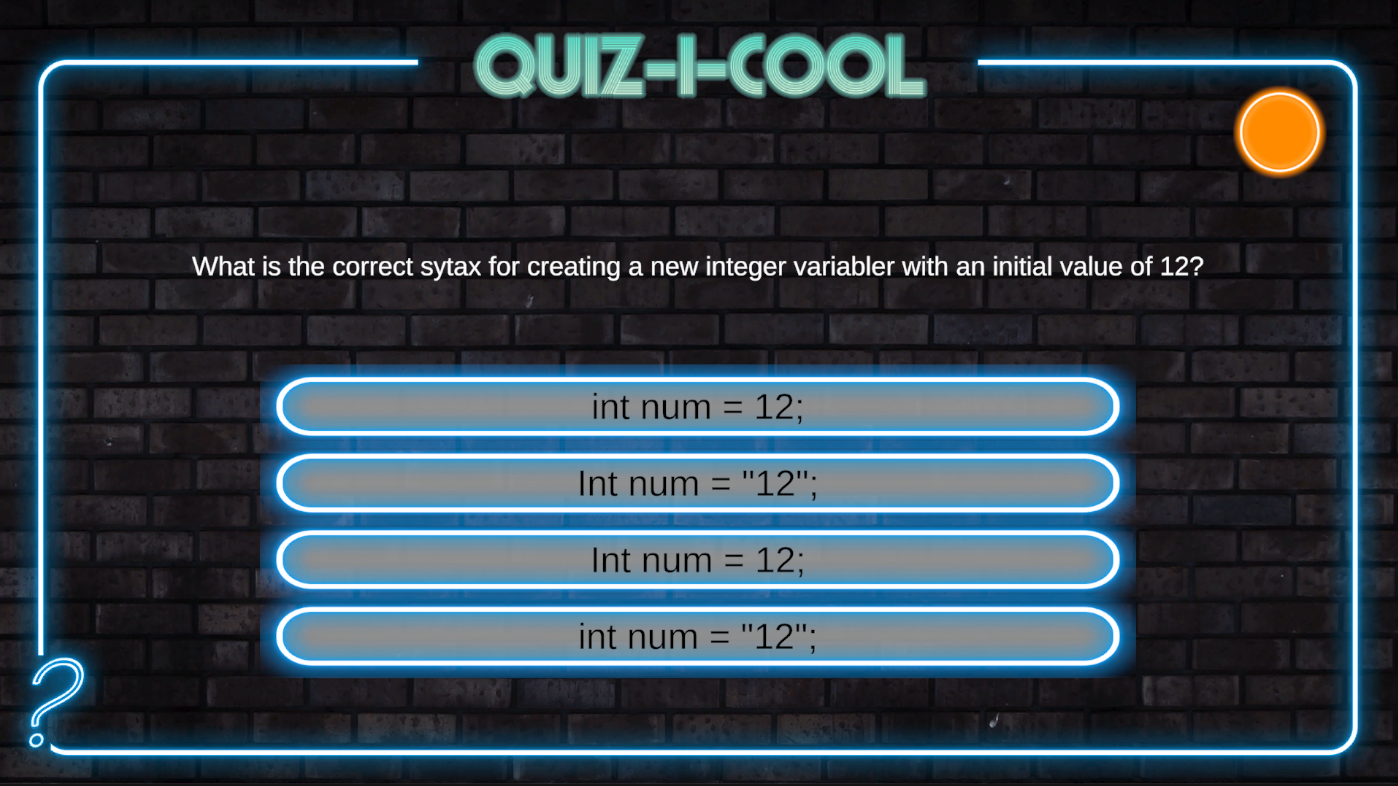 QUIZ-I-COOL
What is the correct sytax for creating a new integer variabler with an initial value of 12?
int num = 12;
Int num = "12";
Int num = 12;
int num = "12";
?